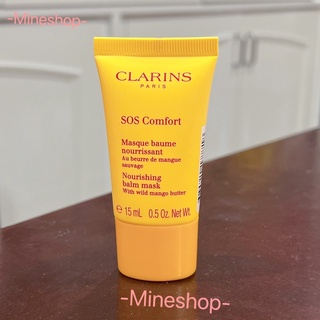 -Mineshop-
CLARINS
PARIS
SOS Comfort
Masque baume
nourrissant
Au beurre de mangue
sauvage
Nourishing
balm mask
With wild mango butter
e 15 mL 0.5 Oz. Net Wt.
-Mineshop-